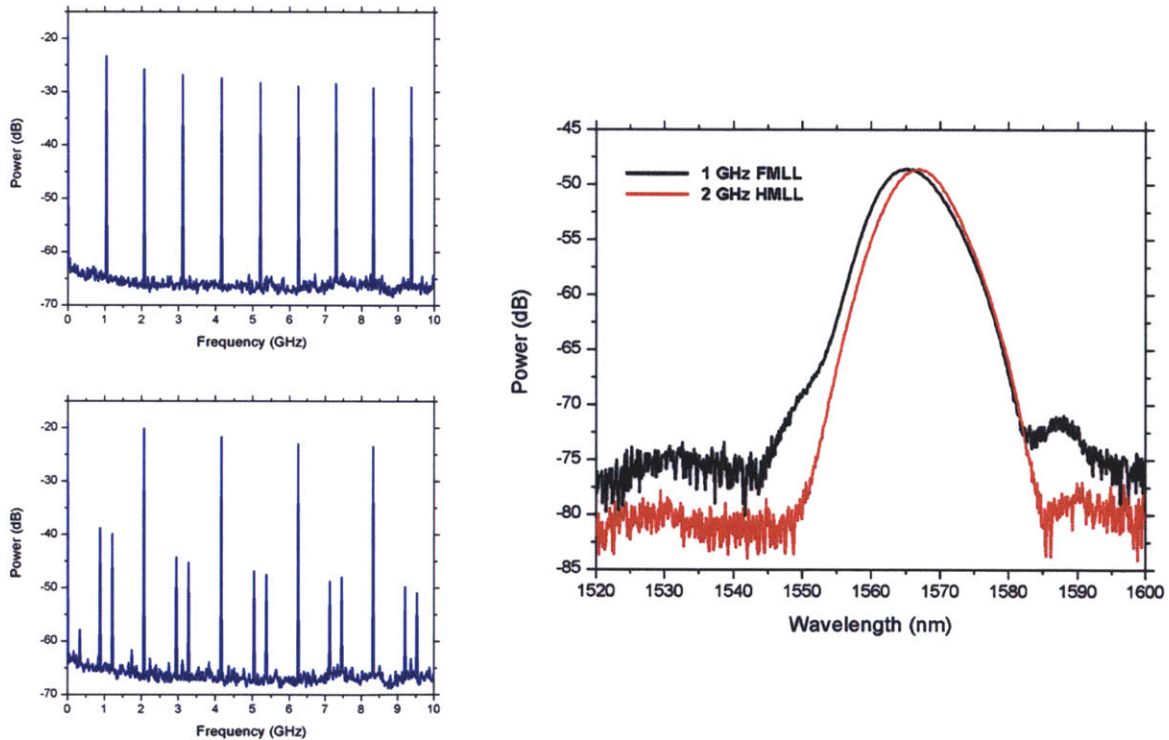 -20
-30
-40
-50
-60
-70
Power (dB)
0 1 2 3 4 5 6 7 8 9 10
Frequency (GHz)
-20
-30
-40
-50
-60
-70
Power (dB)
0 1 2 3 4 5 6 7 8 9 10
Frequency (GHz)
-45
-50
-55
-60
-65
-70
-75
-80
-85
Power (dB)
1 GHz FMLL
2 GHz HMLL
1520 1530 1540 1550 1560 1570 1580 1590 1600
Wavelength (nm)